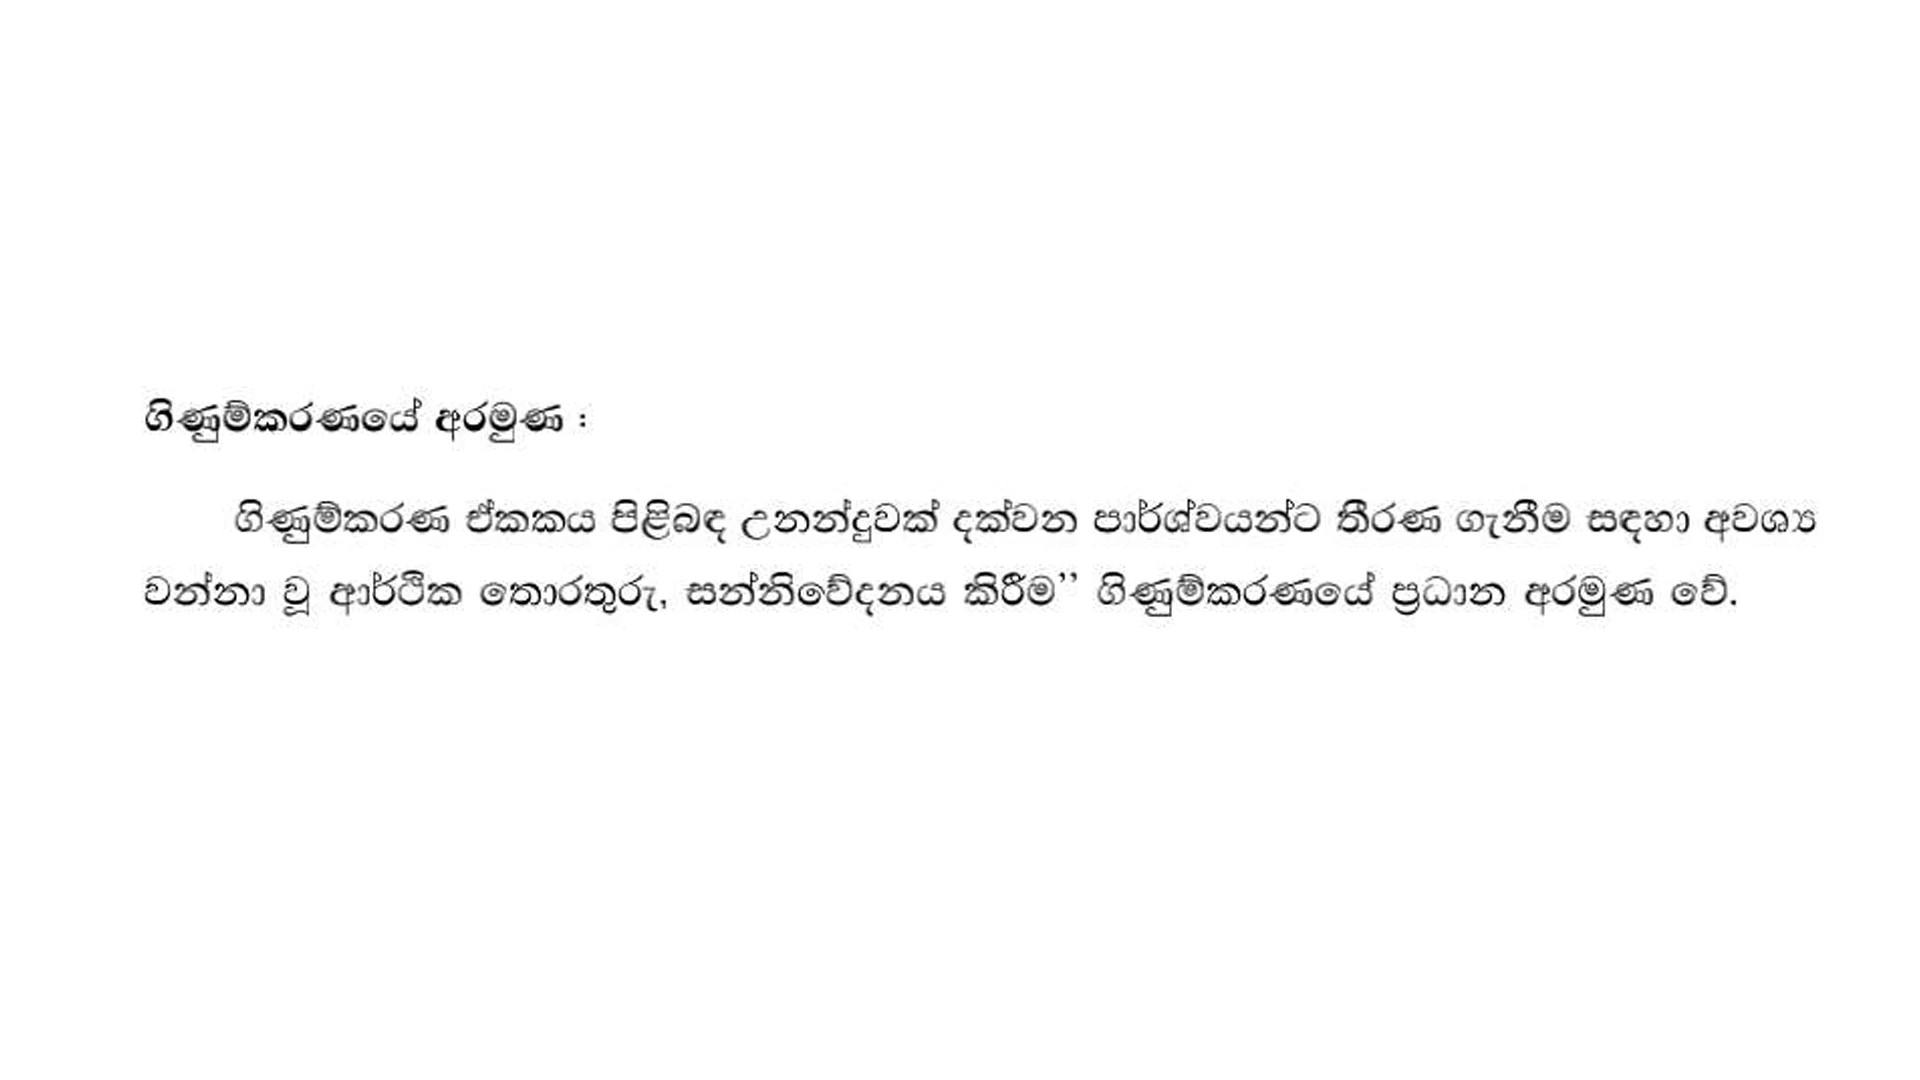 ගිණුම්කරණයේ අරමුණ :
ගිණුම්කරණ ඒකකය පිළිබඳ උනන්දුවක් දක්වන පාර්ශ්වයන්ට තීරණ ගැනීම සඳහා අවශ්‍ය
වන්නා වූ ආර්ථික තොරතුරු, සන්නිවේදනය කිරීම’’ ගිණුම්කරණයේ ප්‍රධාන අරමුණ වේ.